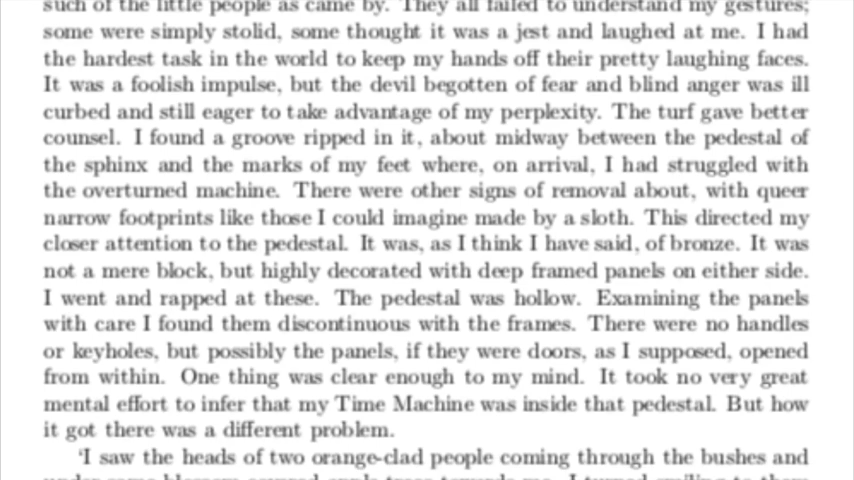 such of the little people as came by. They all failed to understand my gestures;
some were simply stolid, some thought it was a jest and laughed at me. I had
the hardest task in the world to keep my hands off their pretty laughing faces.
It was a foolish impulse, but the devil begotten of fear and blind anger was ill
curbed and still eager to take advantage of my perplexity. The turf gave better
counsel. I found a groove ripped in it, about midway between the pedestal of
the sphinx and the marks of my feet where, on arrival, I had struggled with
the overturned machine. There were other signs of removal about, with queer
narrow footprints like those I could imagine made by a sloth. This directed my
closer attention to the pedestal. It was, as I think I have said, of bronze. It was
not a mere block, but highly decorated with deep framed panels on either side.
I went and rapped at these. The pedestal was hollow. Examining the panels
with care I found them discontinuous with the frames. There were no handles
or keyholes, but possibly the panels, if they were doors, as I supposed, opened
from within. One thing was clear enough to my mind. It took no very great
mental effort to infer that my Time Machine was inside that pedestal. But how
it got there was a different problem.
‘I saw the heads of two orange-clad people coming through the bushes and